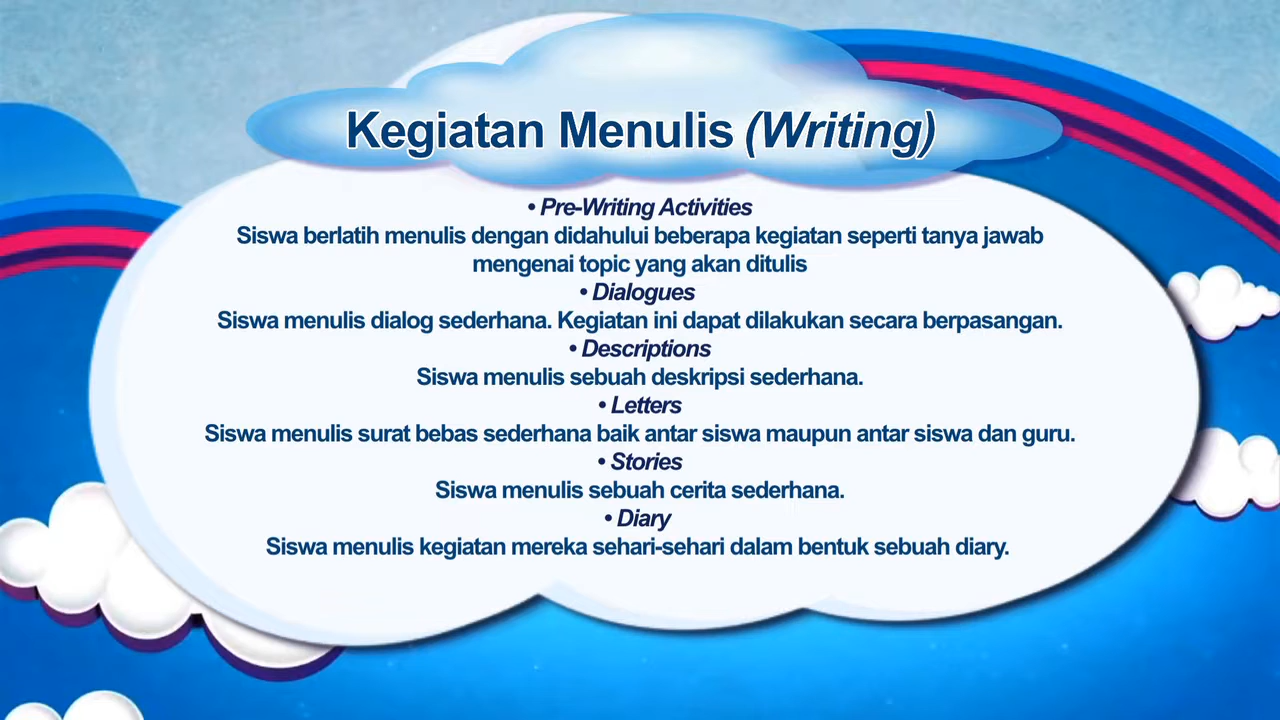 Kegiatan Menulis (Writing)
• Pre-Writing Activities
Siswa berlatih menulis dengan didahului beberapa kegiatan seperti tanya jawab
mengenai topic yang akan ditulis
• Dialogues
Siswa menulis dialog sederhana. Kegiatan ini dapat dilakukan secara berpasangan.
• Descriptions
Siswa menulis sebuah deskripsi sederhana.
• Letters
Siswa menulis surat bebas sederhana baik antar siswa maupun antar siswa dan guru.
• Stories
Siswa menulis sebuah cerita sederhana.
• Diary
Siswa menulis kegiatan mereka sehari-sehari dalam bentuk sebuah diary.